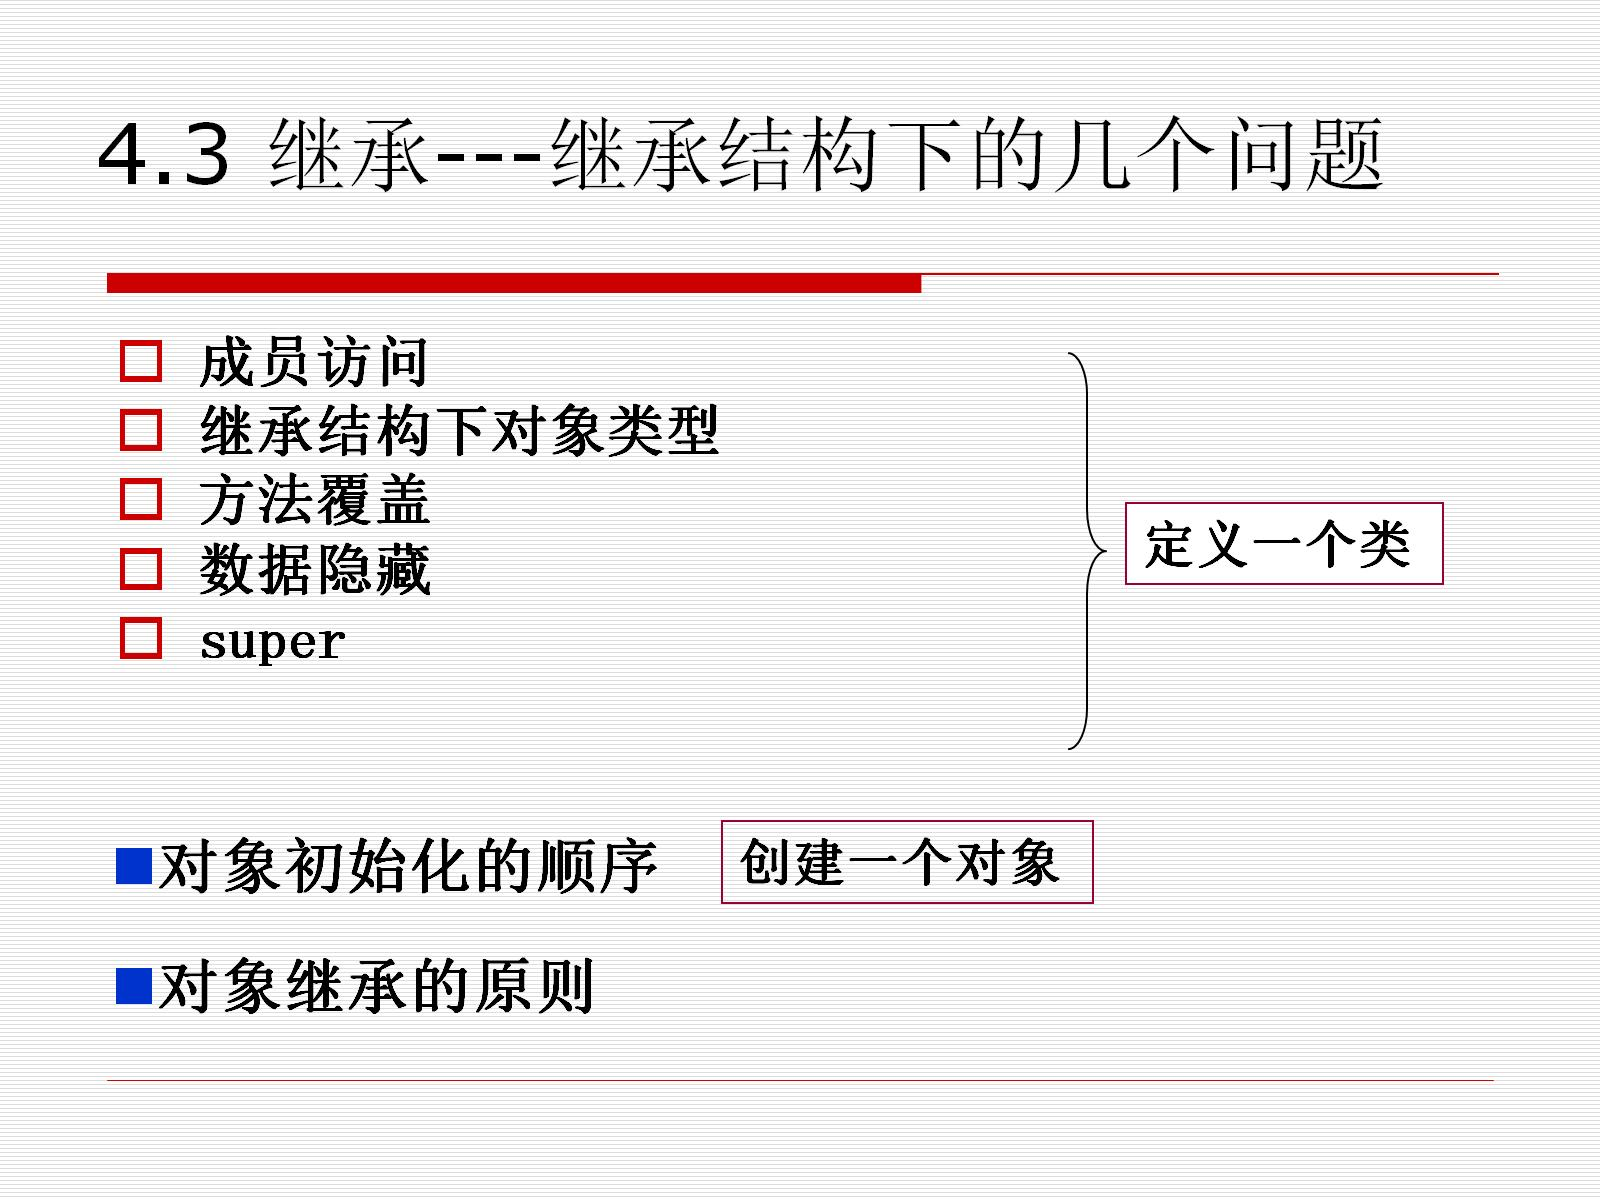 4.3 继承---继承结构下的几个问题
成员访问
继承结构下对象类型
方法覆盖
数据隐藏
super
定义一个类
对象初始化的顺序
创建一个对象
对象继承的原则